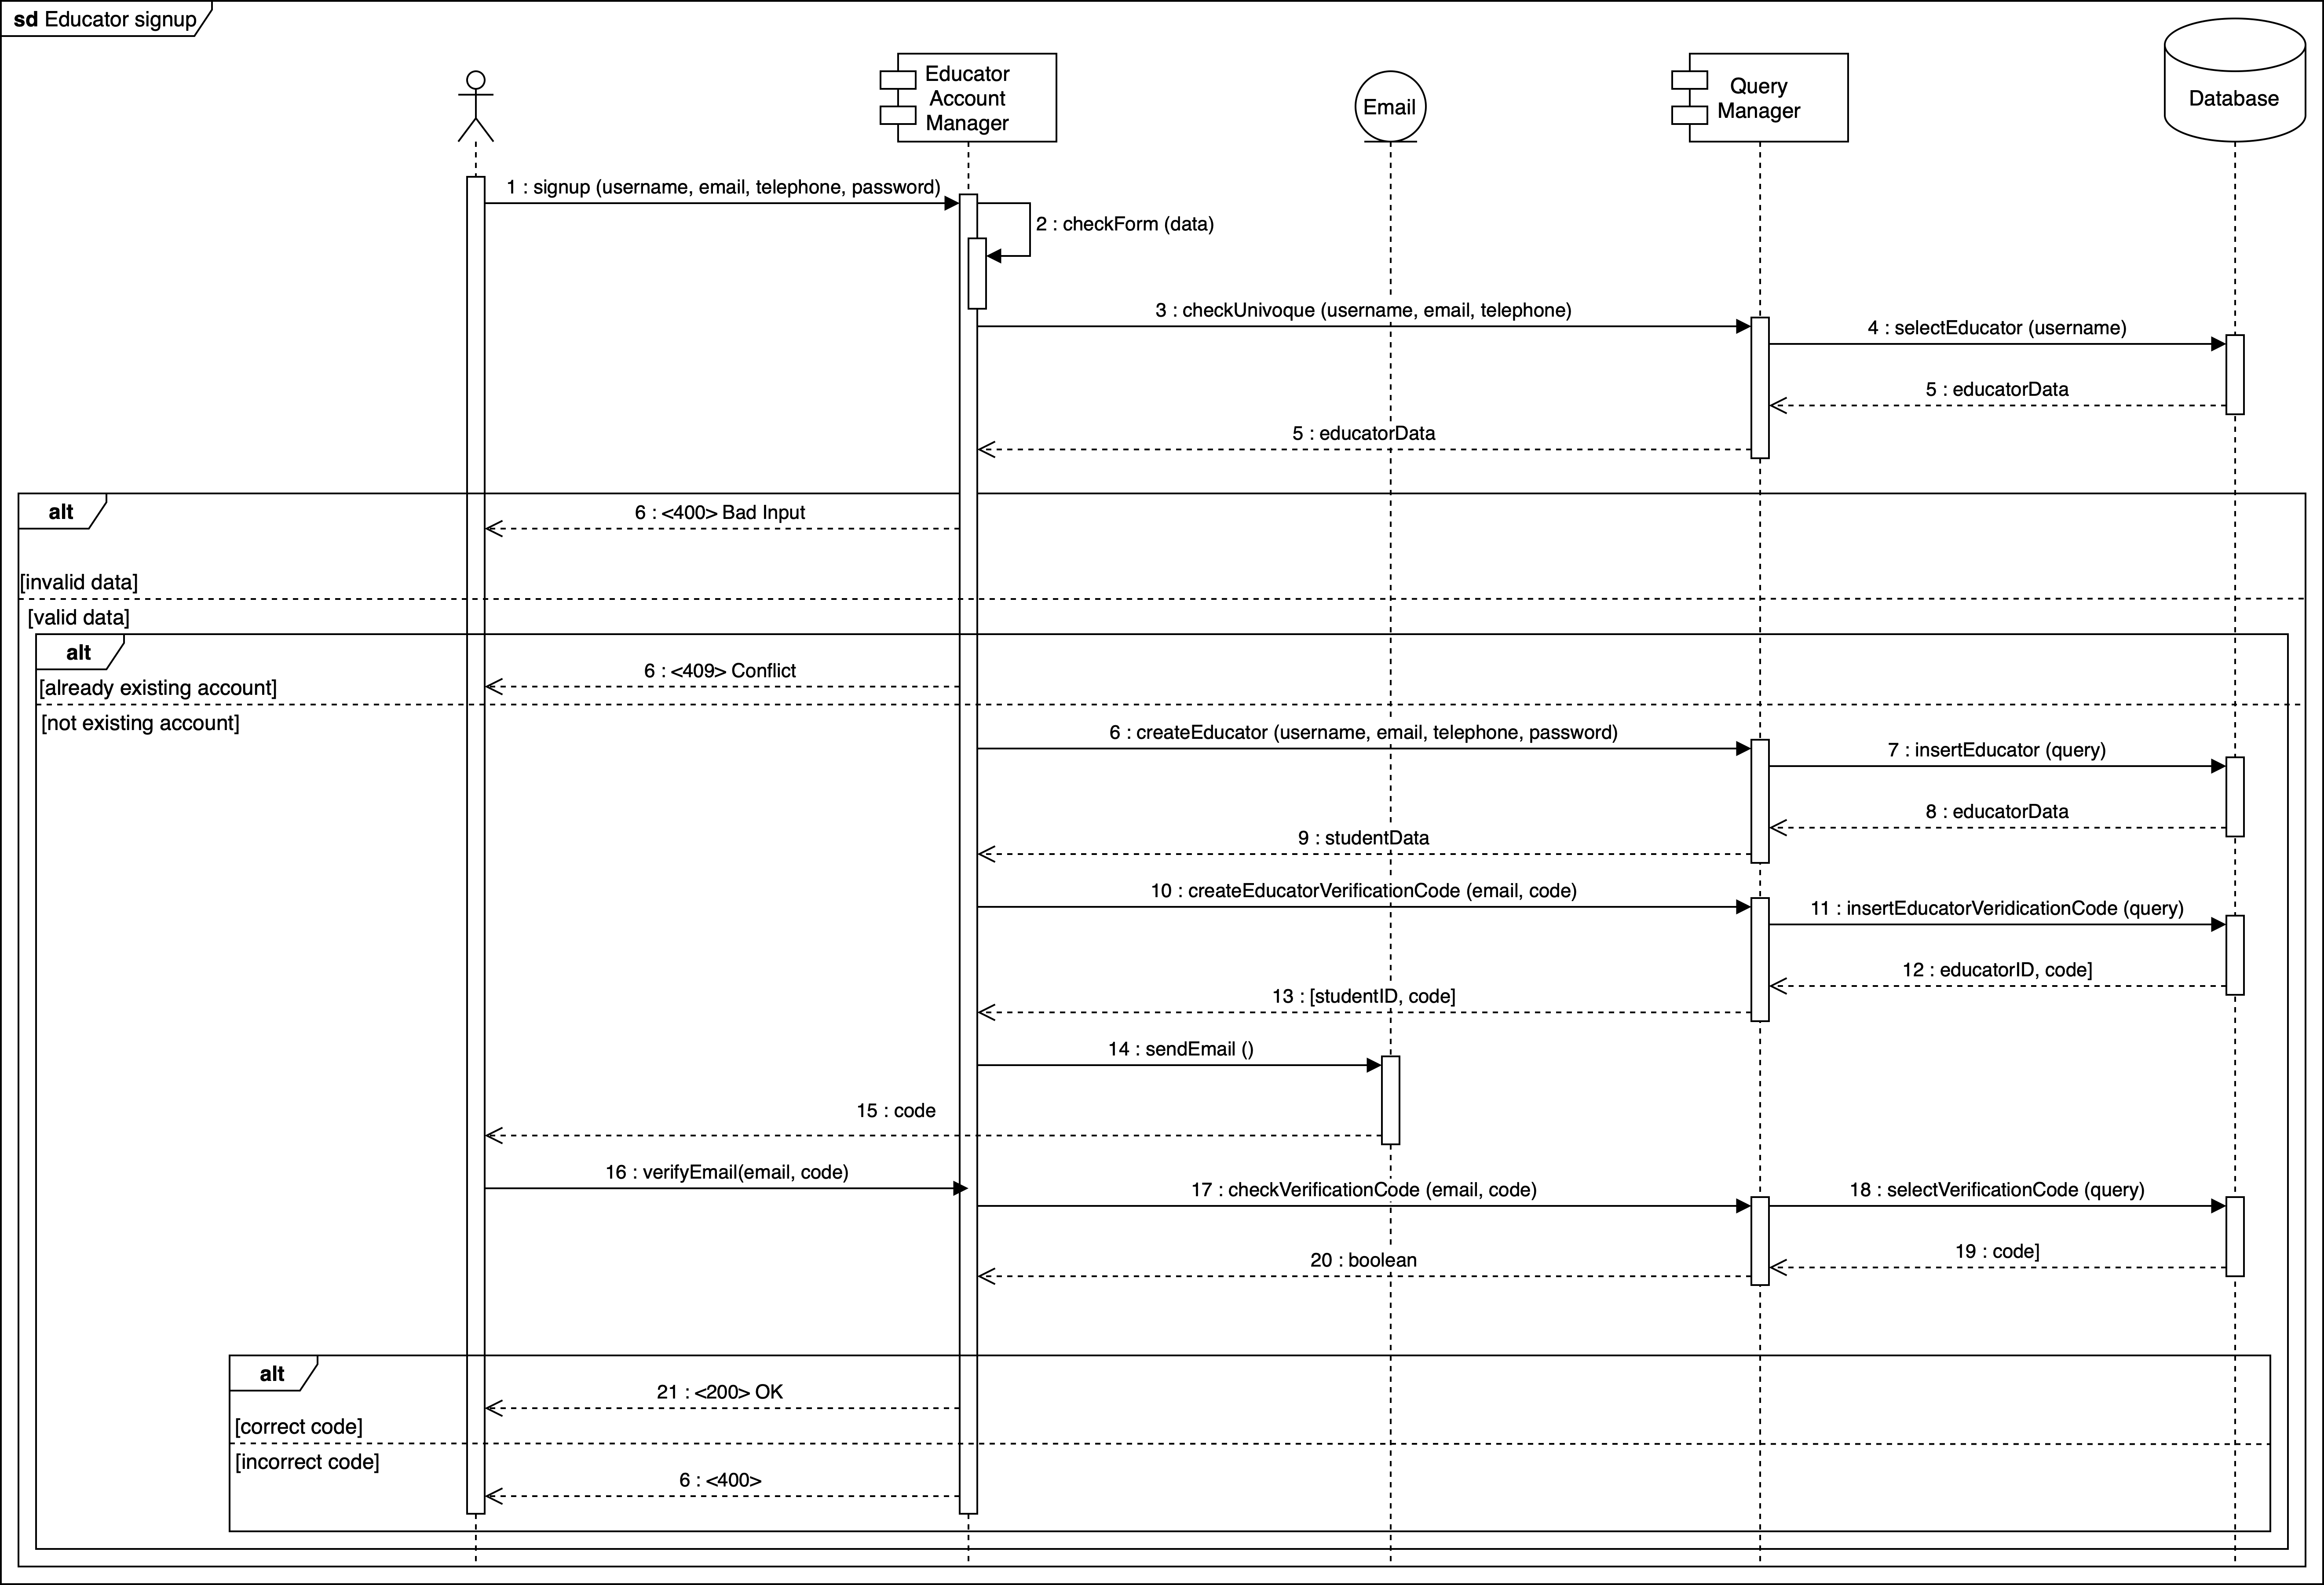 sd Educator signup
Educator
Account
Manager
Email
Query
Manager
Database
1 : signup (username, email, telephone, password)
2 : checkForm (data)
3 : checkUnivoque (username, email, telephone)
4 : selectEducator (username)
5 : educatorData
5 : educatorData
alt
6 : <400> Bad Input
[invalid data]
[valid data]
alt
6 : <409> Conflict
[already existing account]
[not existing account]
6 : createEducator (username, email, telephone, password)
7 : insertEducator (query)
8 : educatorData
9 : studentData
10 : createEducatorVerificationCode (email, code)
11 : insertEducatorVeridicationCode (query)
12 : educatorID, code]
13 : [studentID, code]
14 : sendEmail ()
15 : code
16 : verifyEmail(email, code)
17 : checkVerificationCode (email, code)
18 : selectVerificationCode (query)
19 : code]
20 : boolean
alt
21 : <200> OK
[correct code]
[incorrect code]
6 : <400>